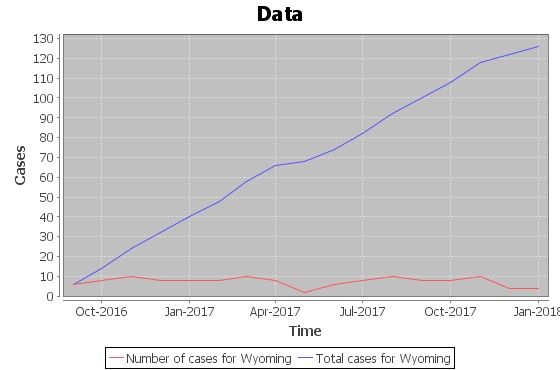 Data
130
120
110
100
90
80
70
60
50
40
30
20
10
0
Cases
Oct-2016 Jan-2017 Apr-2017 Jul-2017 Oct-2017 Jan-2018
Time
Number of cases for Wyoming Total cases for Wyoming